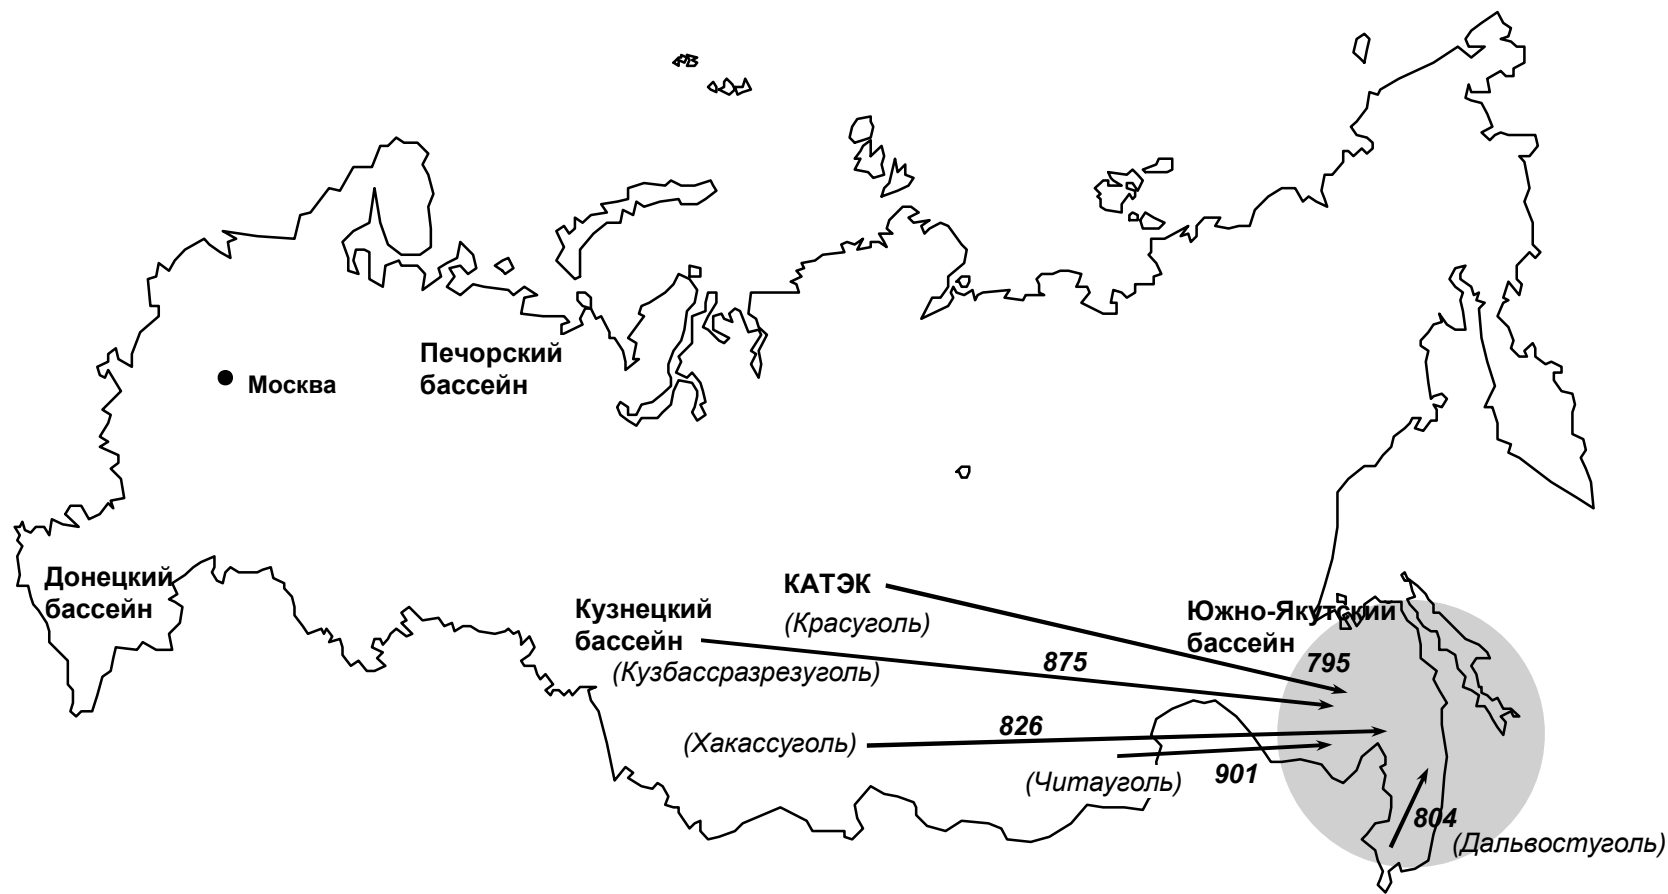 Печорский
бассейн
Москва
Донецкий
бассейн
КАТЭК
(Красуголь)
Кузнецкий
бассейн
(Кузбассразрезуголь)
Южно-Якутский
бассейн
875
795
826
(Хакассуголь)
(Читауголь)
901
804
(Дальвостуголь)